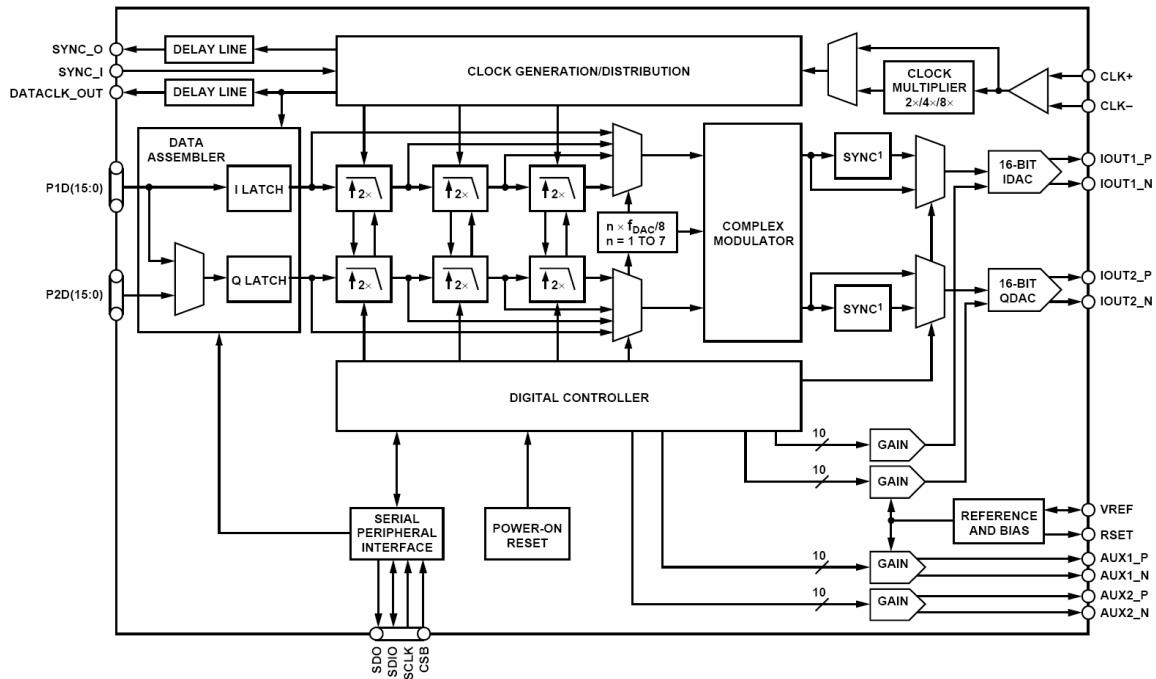 SYNC_O
DELAY LINE
SYNC_I
CLOCK GENERATION/DISTRIBUTION
CLOCK
MULTIPLIER
2×/4×/8×
CLK+
CLK–
DATACLK_OUT
DELAY LINE
DATA
ASSEMBLER
P1D(15:0)
I LATCH
2×
2×
2×
n × fDAC/8
n = 1 TO 7
COMPLEX
MODULATOR
SYNC1
16-BIT
IDAC
IOUT1_P
IOUT1_N
P2D(15:0)
Q LATCH
2×
2×
2×
SYNC1
16-BIT
QDAC
IOUT2_P
IOUT2_N
DIGITAL CONTROLLER
10
GAIN
10
GAIN
SERIAL
PERIPHERAL
INTERFACE
POWER-ON
RESET
REFERENCE
AND BIAS
VREF
RSET
10
GAIN
AUX1_P
AUX1_N
10
GAIN
AUX2_P
AUX2_N
SDO
SDIO
SCLK
CSB